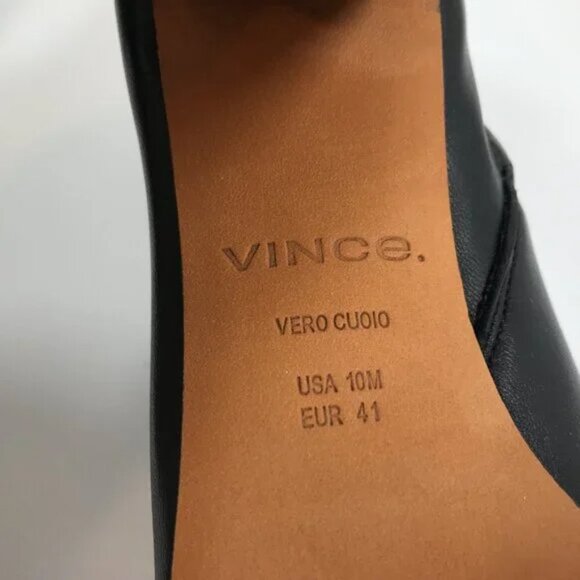 VINCe.
VERO CUOIO
USA 10M
EUR 41